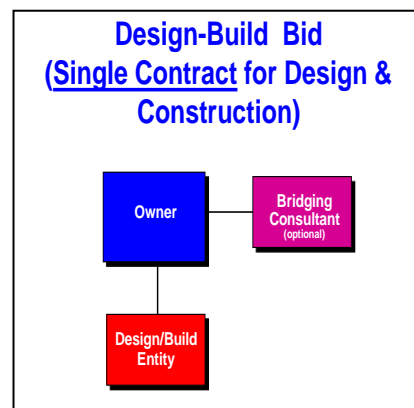 Design-Build Bid
(Single Contract for Design &
Construction)
Owner
Bridging
Consultant
(optional)
Design/Build
Entity